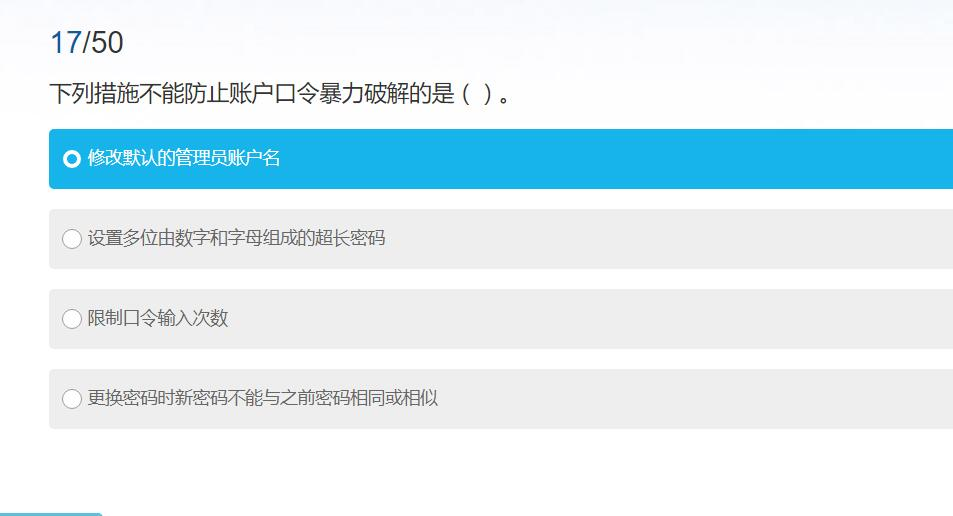 17/50
下列措施不能防止账户口令暴力破解的是（ ）。
修改默认的管理员账户名
设置多位由数字和字母组成的超长密码
限制口令输入次数
更换密码时新密码不能与之前密码相同或相似